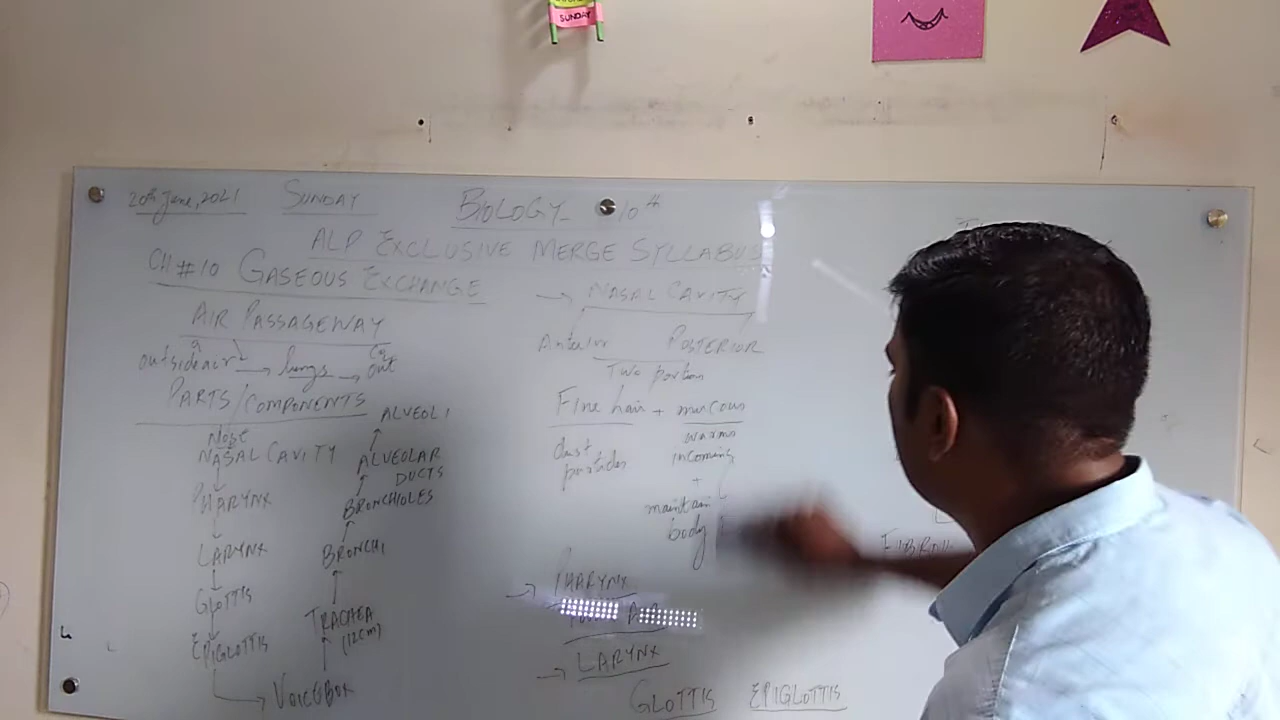 SUNDAY
20th June, 2021 SUNDAY BIOLOGY - 10th
ALP EXCLUSIVE MERGE SYLLABUS
CH #10 GASEOUS EXCHANGE
AIR PASSAGEWAY
outside air → lungs → out
PARTS/COMPONENTS
Nose
NASAL CAVITY
PHARYNX
LARYNX
GLOTTIS
EPIGLOTTIS
VOICEBOX
TRACHEA
(12cm)
BRONCHI
BRONCHIOLES
ALVEOLAR
DUCTS
ALVEOLI
→ NASAL CAVITY
Anterior POSTERIOR
Two portion
Fine hair + mucous
dust
particles
warms
incoming
+
maintain
body
→ PHARYNX
→ LARYNX
GLOTTIS EPIGLOTTIS